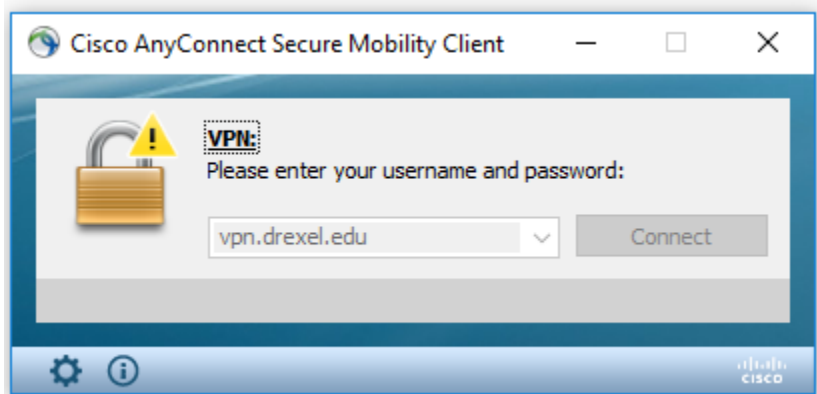 Cisco AnyConnect Secure Mobility Client
VPN:
Please enter your username and password:
vpn.drexel.edu
Connect
CISCO